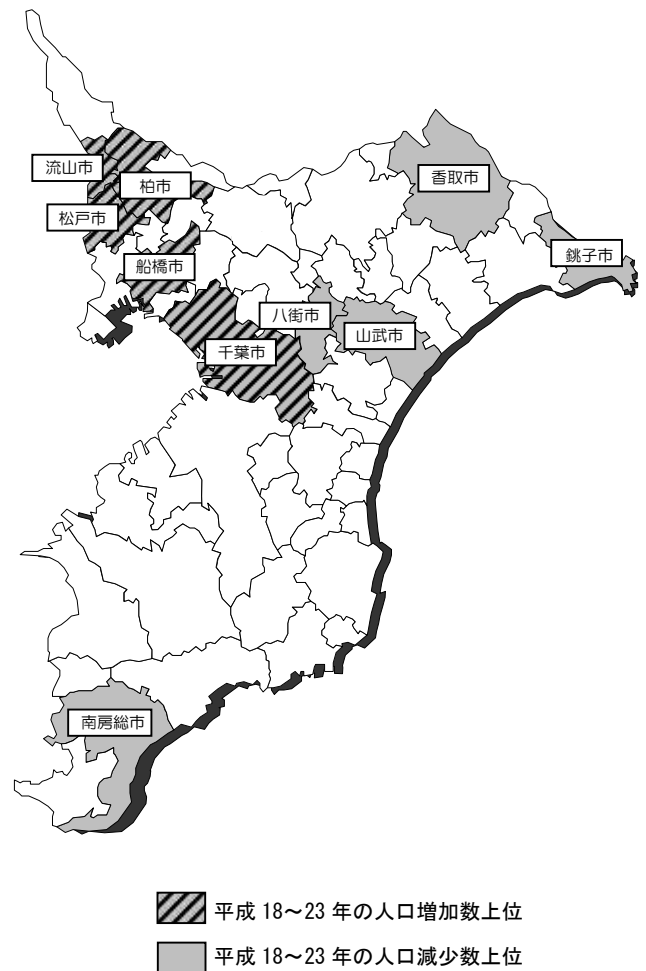 流山市
柏市
松戸市
船橋市
千葉市
八街市
山武市
香取市
銚子市
南房総市
平成 18～23 年の人口増加数上位
平成 18～23 年の人口減少数上位